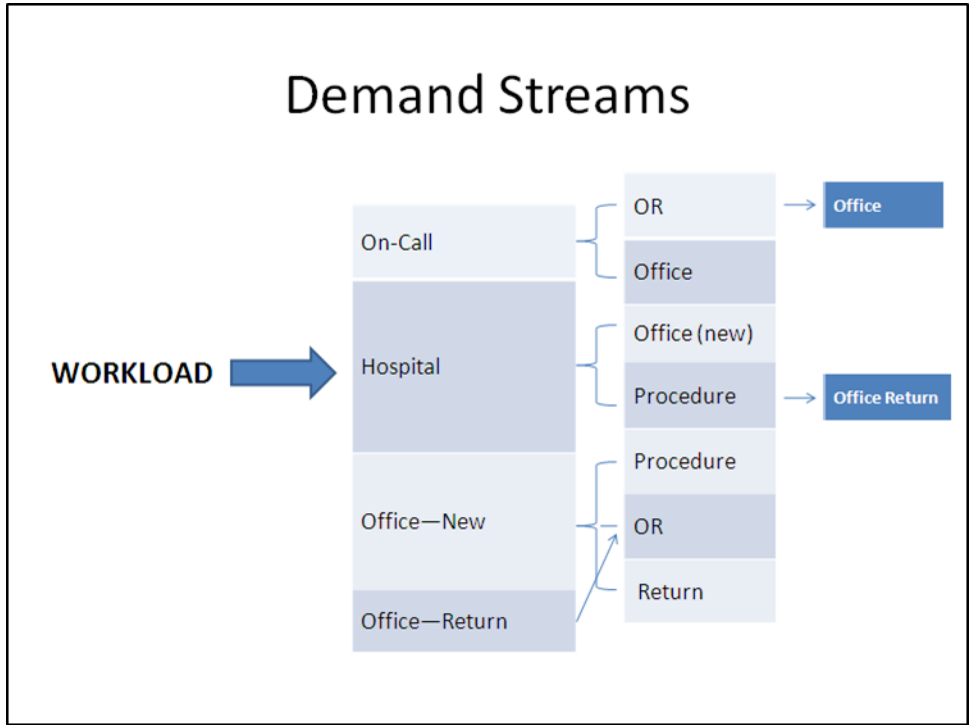 Demand Streams
WORKLOAD
On-Call
Hospital
Office—New
Office—Return
OR
Office
Office (new)
Procedure
Procedure
OR
Return
Office
Office Return